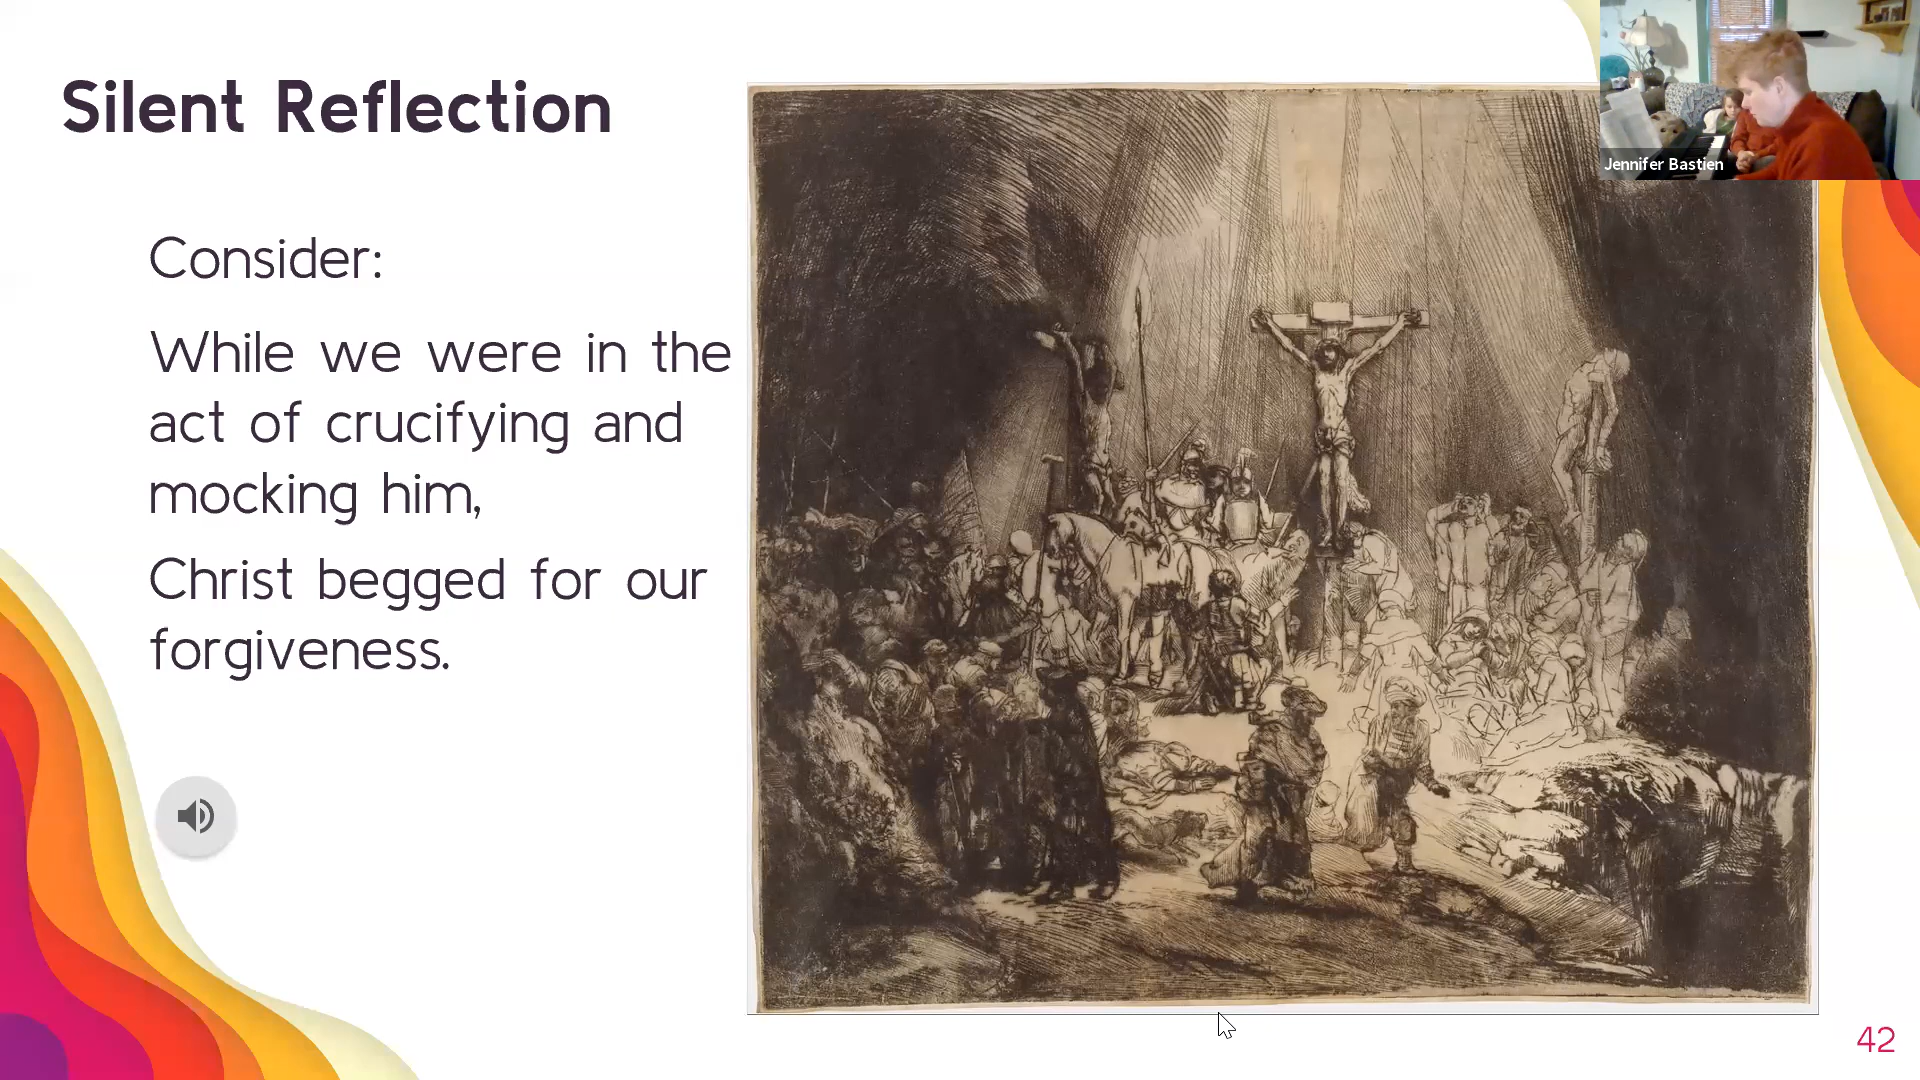 Silent Reflection
Jennifer Bastien
Consider:
While we were in the
act of crucifying and
mocking him,
Christ begged for our
forgiveness.
42